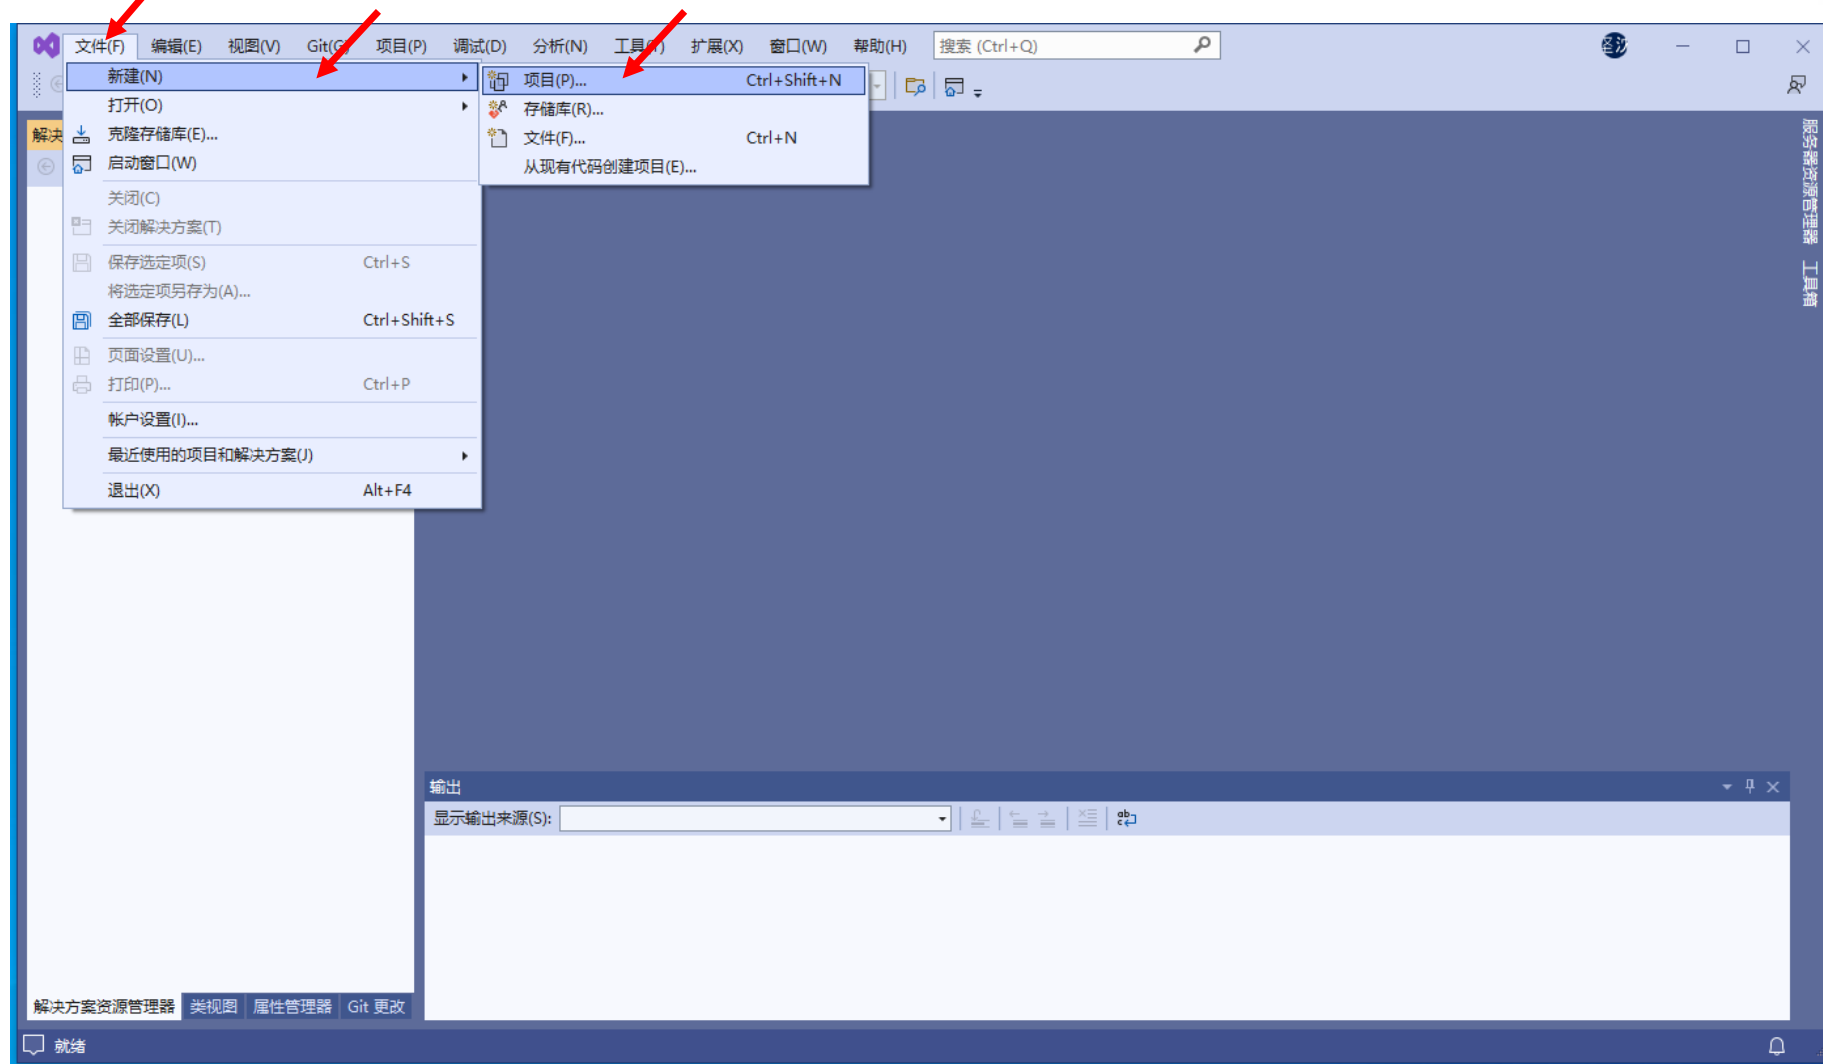 文件(F) 编辑(E) 视图(V) Git(G) 项目(P) 调试(D) 分析(N) 工具(T) 扩展(X) 窗口(W) 帮助(H) 搜索 (Ctrl+Q)
新建(N)
打开(O)
克隆存储库(E)...
启动窗口(W)
关闭(C)
关闭解决方案(T)
保存选定项(S) Ctrl+S
将选定项另存为(A)...
全部保存(L) Ctrl+Shift+S
页面设置(U)...
打印(P)... Ctrl+P
帐户设置(I)...
最近使用的项目和解决方案(J)
退出(X) Alt+F4
项目(P)... Ctrl+Shift+N
存储库(R)...
文件(F)... Ctrl+N
从现有代码创建项目(E)...
解决
服务器资源管理器
工具箱
输出
显示输出来源(S):
解决方案资源管理器 类视图 属性管理器 Git 更改
就绪